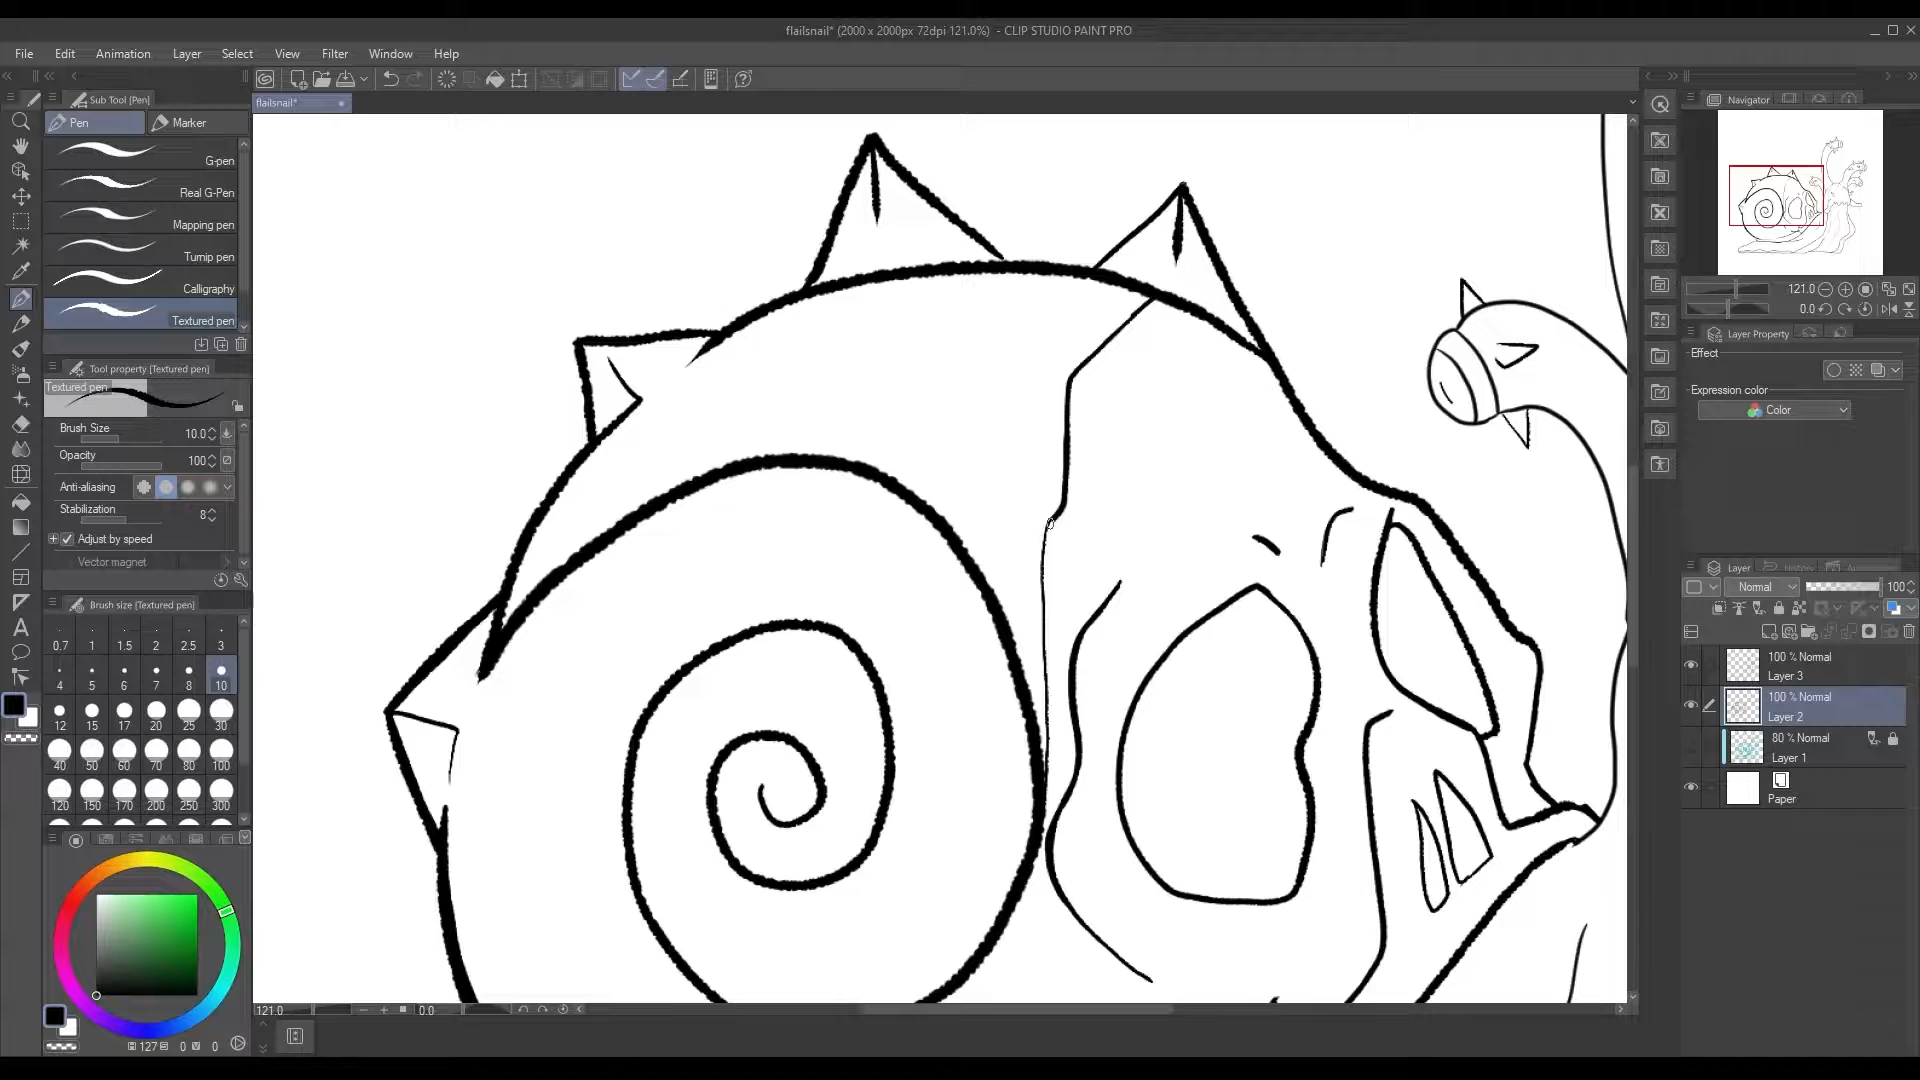 flailsnail* (2000 x 2000px 72dpi 121.0%) - CLIP STUDIO PAINT PRO
File Edit Animation Layer Select View Filter Window Help
Sub Tool [Pen]
Pen Marker
G-pen
Real G-Pen
Mapping pen
Turnip pen
Calligraphy
Textured pen
Tool property [Textured pen]
Textured pen
Brush Size 10.0
Opacity 100
Anti-aliasing
Stabilization 8
Adjust by speed
Vector magnet
Brush size [Textured pen]
0.7 1 1.5 2 2.5 3
4 5 6 7 8 10
12 15 17 20 25 30
40 50 60 70 80 100
120 150 170 200 250 300
127 0 0
flailsnail*
121.0 0.0
Navigator
121.0
0.0
Layer Property
Effect
Expression color
Color
Layer History
Normal 100
100 % Normal
Layer 3
100 % Normal
Layer 2
80 % Normal
Layer 1
Paper